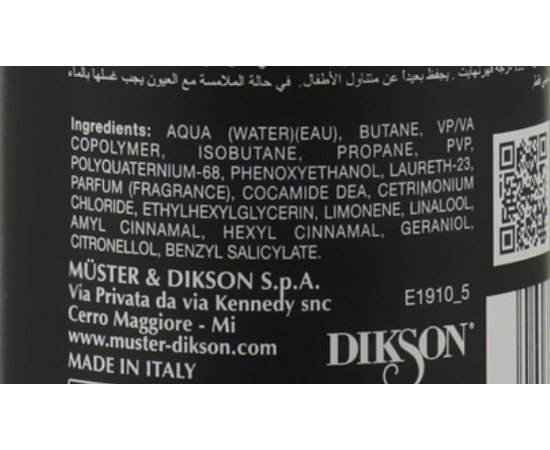 يحفظ بعيداً عن متناول الأطفال. في حالة الملامسة مع العيون يجب غسلها بالماء
Ingredients: AQUA (WATER)(EAU), BUTANE, VP/VA
COPOLYMER, ISOBUTANE, PROPANE, PVP,
POLYQUATERNIUM-68, PHENOXYETHANOL, LAURETH-23,
PARFUM (FRAGRANCE), COCAMIDE DEA, CETRIMONIUM
CHLORIDE, ETHYLHEXYLGLYCERIN, LIMONENE, LINALOOL,
AMYL CINNAMAL, HEXYL CINNAMAL, GERANIOL,
CITRONELLOL, BENZYL SALICYLATE.
MÜSTER & DIKSON S.p.A.
Via Privata da via Kennedy snc
E1910_5
Cerro Maggiore - Mi
www.muster-dikson.com
DIKSON®
MADE IN ITALY